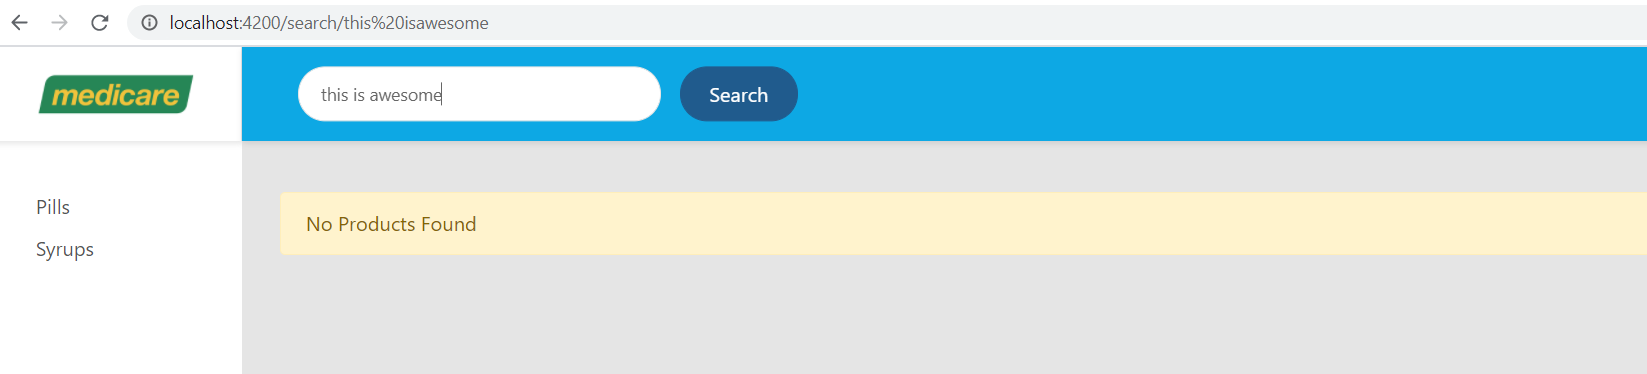 localhost:4200/search/this%20isawesome
medicare
this is awesome
Search
Pills
Syrups
No Products Found